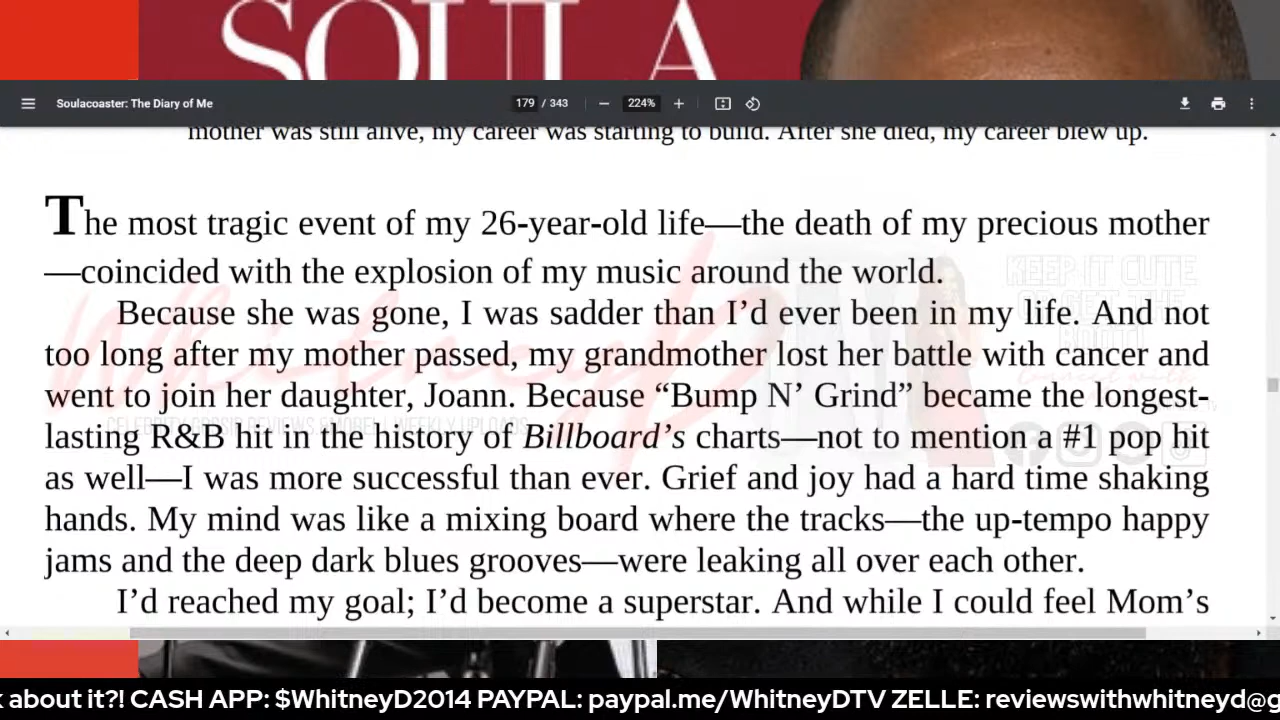 SOULA
Soulacoaster: The Diary of Me
179 / 343
224%
mother was still alive, my career was starting to build. After she died, my career blew up.
The most tragic event of my 26-year-old life—the death of my precious mother
—coincided with the explosion of my music around the world.
Because she was gone, I was sadder than I’d ever been in my life. And not
too long after my mother passed, my grandmother lost her battle with cancer and
went to join her daughter, Joann. Because “Bump N’ Grind” became the longest-
lasting R&B hit in the history of Billboard’s charts—not to mention a #1 pop hit
as well—I was more successful than ever. Grief and joy had a hard time shaking
hands. My mind was like a mixing board where the tracks—the up-tempo happy
jams and the deep dark blues grooves—were leaking all over each other.
I’d reached my goal; I’d become a superstar. And while I could feel Mom’s
KEEP IT CUTE
OR GET THE
BOOT!
Whitney D
about it?! CASH APP: $WhitneyD2014 PAYPAL: paypal.me/WhitneyDTV ZELLE: reviewswithwhitneyd@g